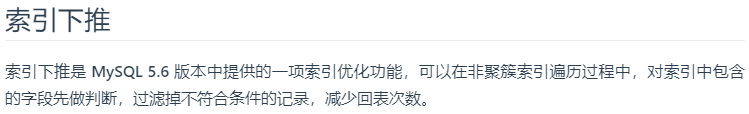 索引下推
索引下推是 MySQL 5.6 版本中提供的一项索引优化功能，可以在非聚簇索引遍历过程中，对索引中包含
的字段先做判断，过滤掉不符合条件的记录，减少回表次数。